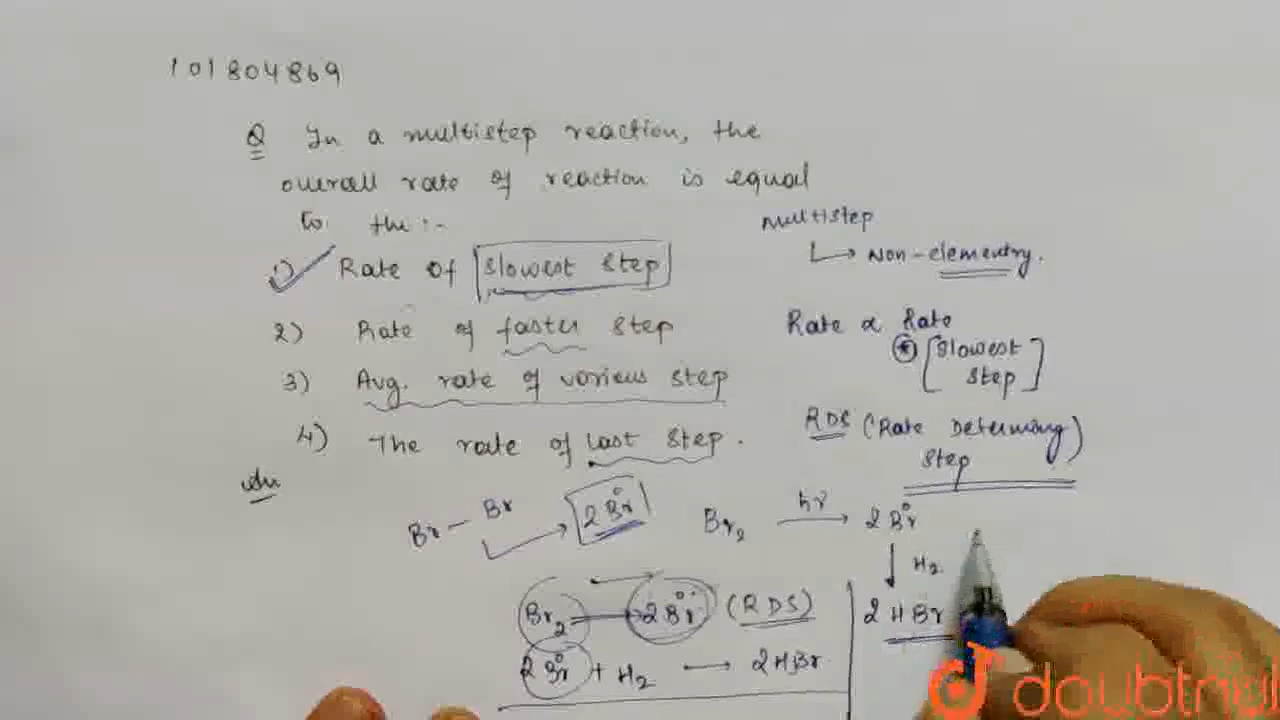 101804869
Q In a multistep reaction, the
overall rate of reaction is equal
to the :-
1) Rate of slowest step
2) Rate of faster step
3) Avg. rate of various step
4) The rate of last step.
multistep
Non-elementry.
Rate ∝ Rate
[slowest
step]
RDS (Rate Determing)
step
Br - Br → 2Br°
Br₂ hν → 2Br°
↓ H₂
2HBr
Br₂ → 2Br° (RDS)
2Br° + H₂ → 2HBr
doubtnut